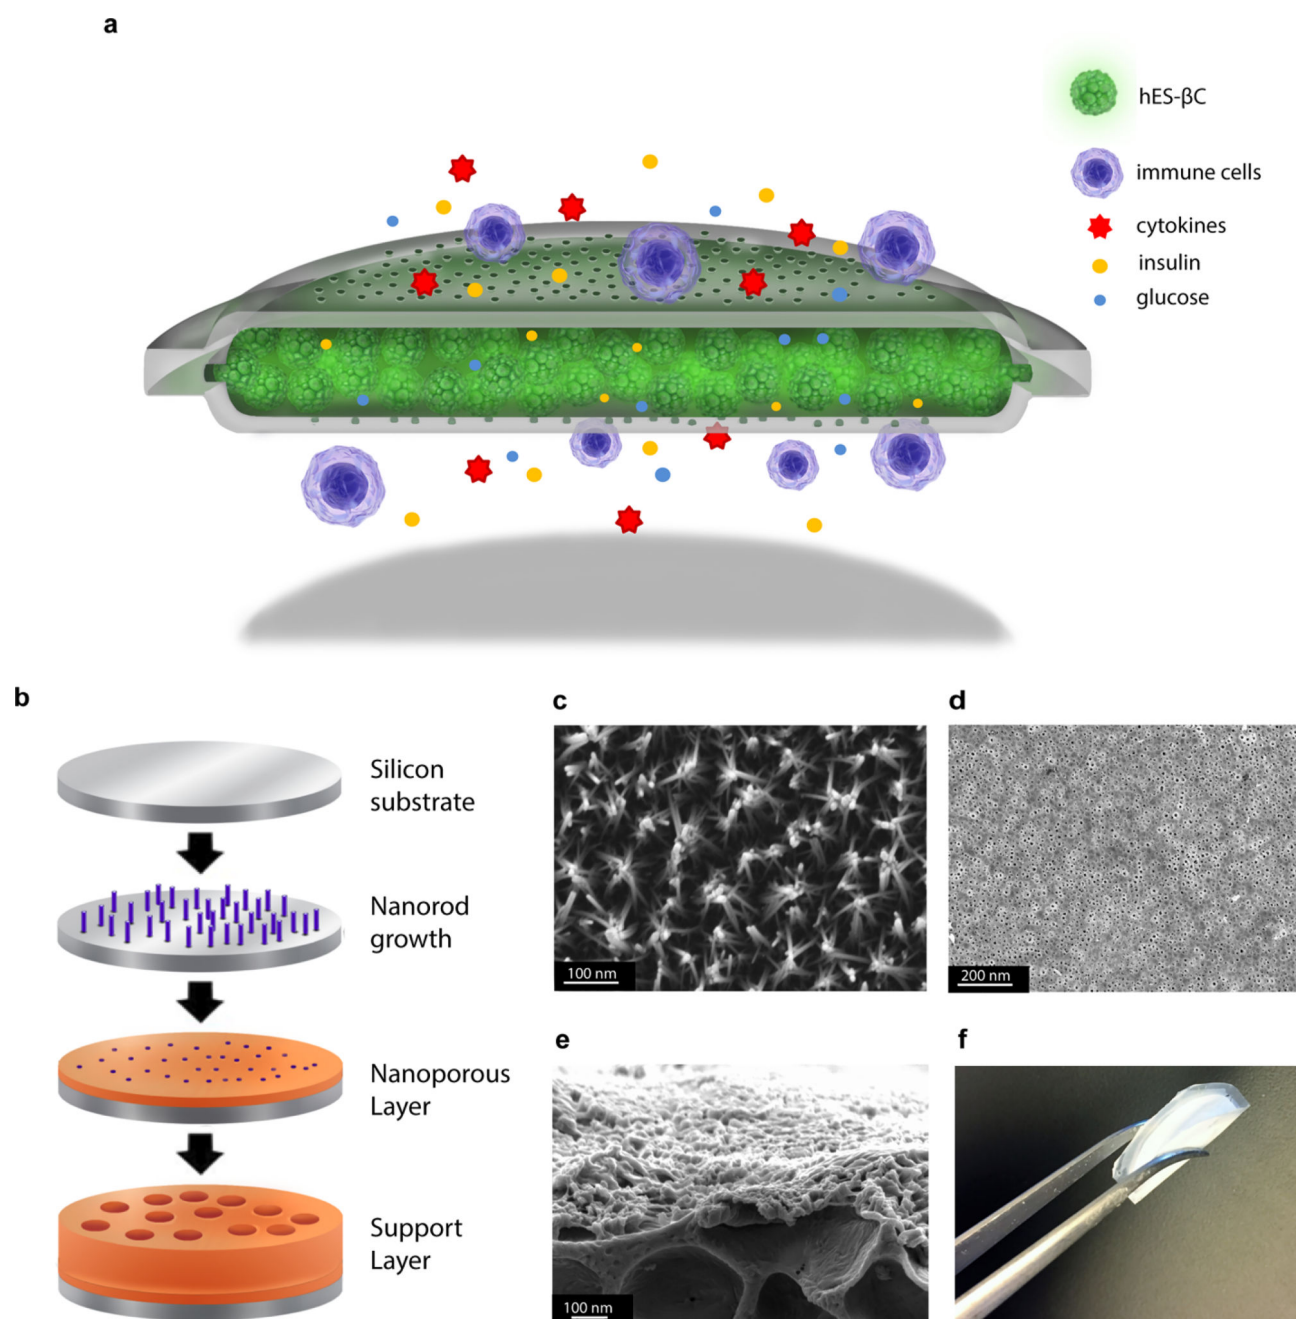 a
hES-βC
immune cells
cytokines
insulin
glucose
b
Silicon
substrate
Nanorod
growth
Nanoporous
Layer
Support
Layer
c
100 nm
d
200 nm
e
100 nm
f